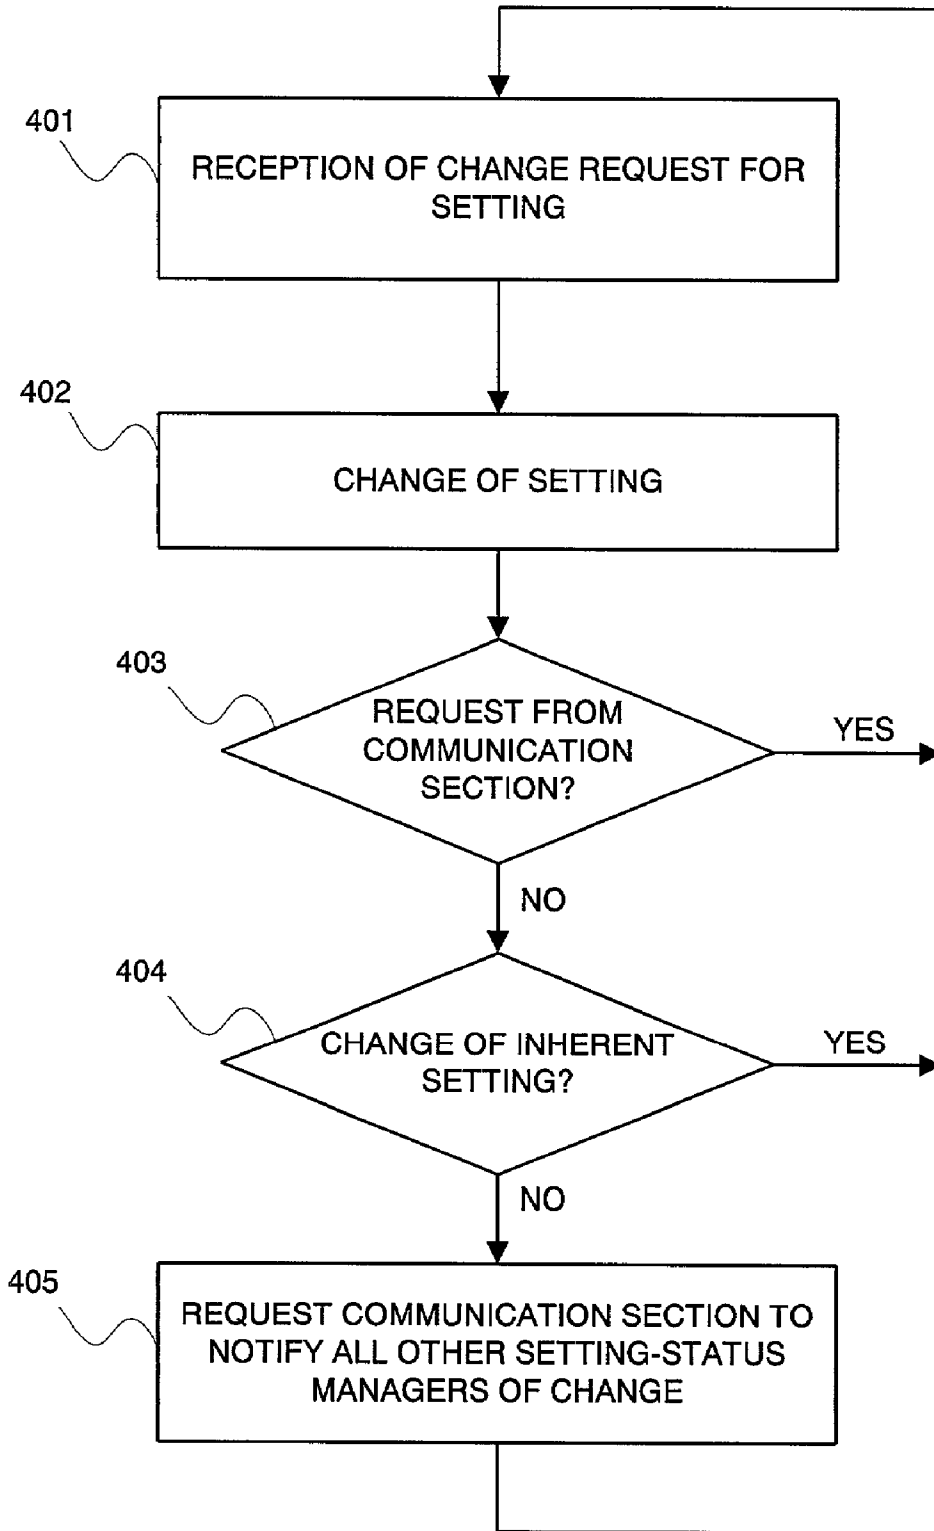 401
RECEPTION OF CHANGE REQUEST FOR
SETTING
402
CHANGE OF SETTING
403
REQUEST FROM
COMMUNICATION
SECTION?
YES
NO
404
CHANGE OF INHERENT
SETTING?
YES
NO
405
REQUEST COMMUNICATION SECTION TO
NOTIFY ALL OTHER SETTING-STATUS
MANAGERS OF CHANGE